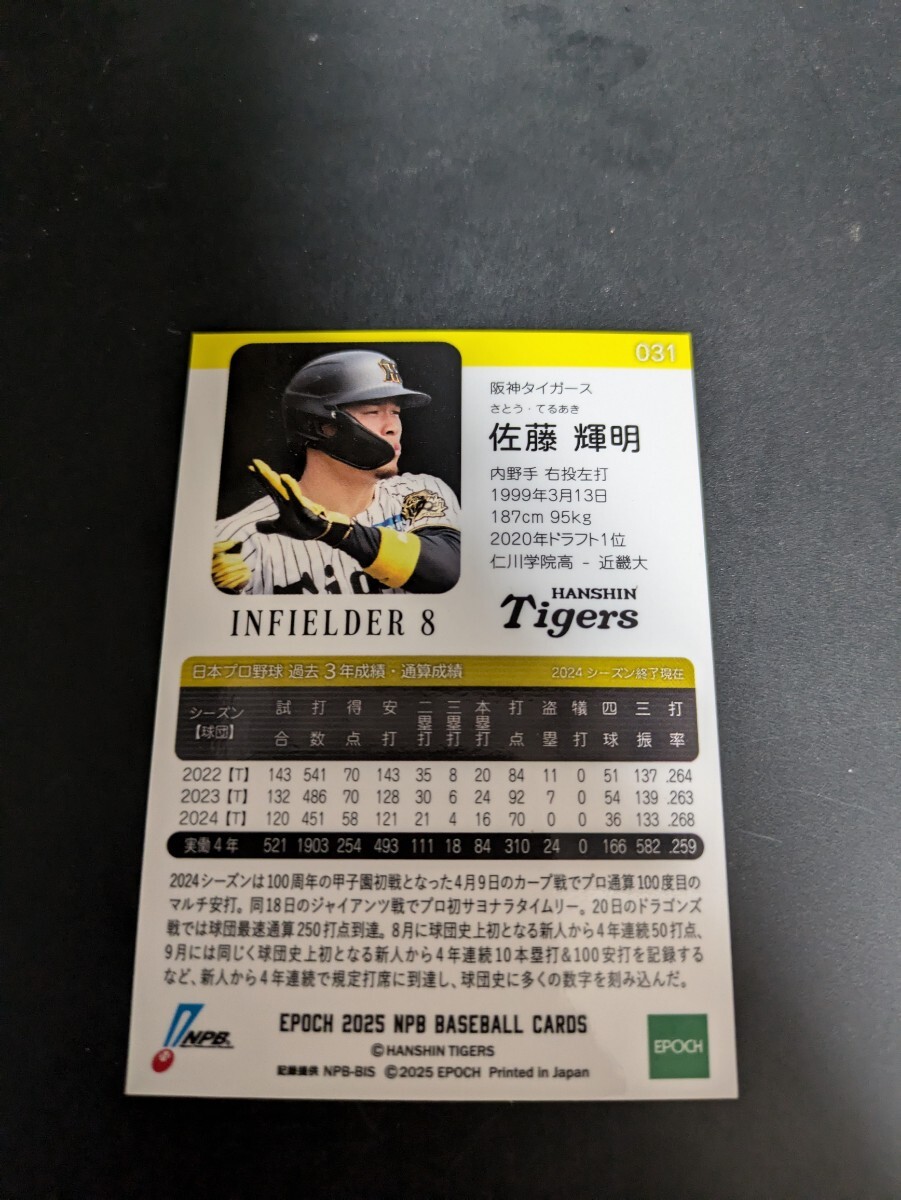 031
阪神タイガース
さとう・てるあき
佐藤 輝明
内野手 右投左打
1999年3月13日
187cm 95kg
2020年ドラフト1位
仁川学院高 - 近畿大
INFIELDER 8
HANSHIN
Tigers
日本プロ野球 過去3年成績・通算成績 2024 シーズン終了現在
シーズン【球団】 試合 打数 得点 安打 二塁打 三塁打 本塁打 打点 盗塁 犠打 四球 三振 打率
2022【T】 143 541 70 143 35 8 20 84 11 0 51 137 .264
2023【T】 132 486 70 128 30 6 24 92 7 0 54 139 .263
2024【T】 120 451 58 121 21 4 16 70 0 0 36 133 .268
実働4年 521 1903 254 493 111 18 84 310 24 0 166 582 .259
2024シーズンは100周年の甲子園初戦となった4月9日のカープ戦でプロ通算100度目の
マルチ安打。同18日のジャイアンツ戦でプロ初サヨナラタイムリー。20日のドラゴンズ
戦では球団最速通算250打点到達。8月に球団史上初となる新人から4年連続50打点、
9月には同じく球団史上初となる新人から4年連続10本塁打&100安打を記録する
など、新人から4年連続で規定打席に到達し、球団史に多くの数字を刻み込んだ。
NPB
EPOCH 2025 NPB BASEBALL CARDS
©HANSHIN TIGERS
記録提供 NPB-BIS ©2025 EPOCH Printed in Japan
EPOCH